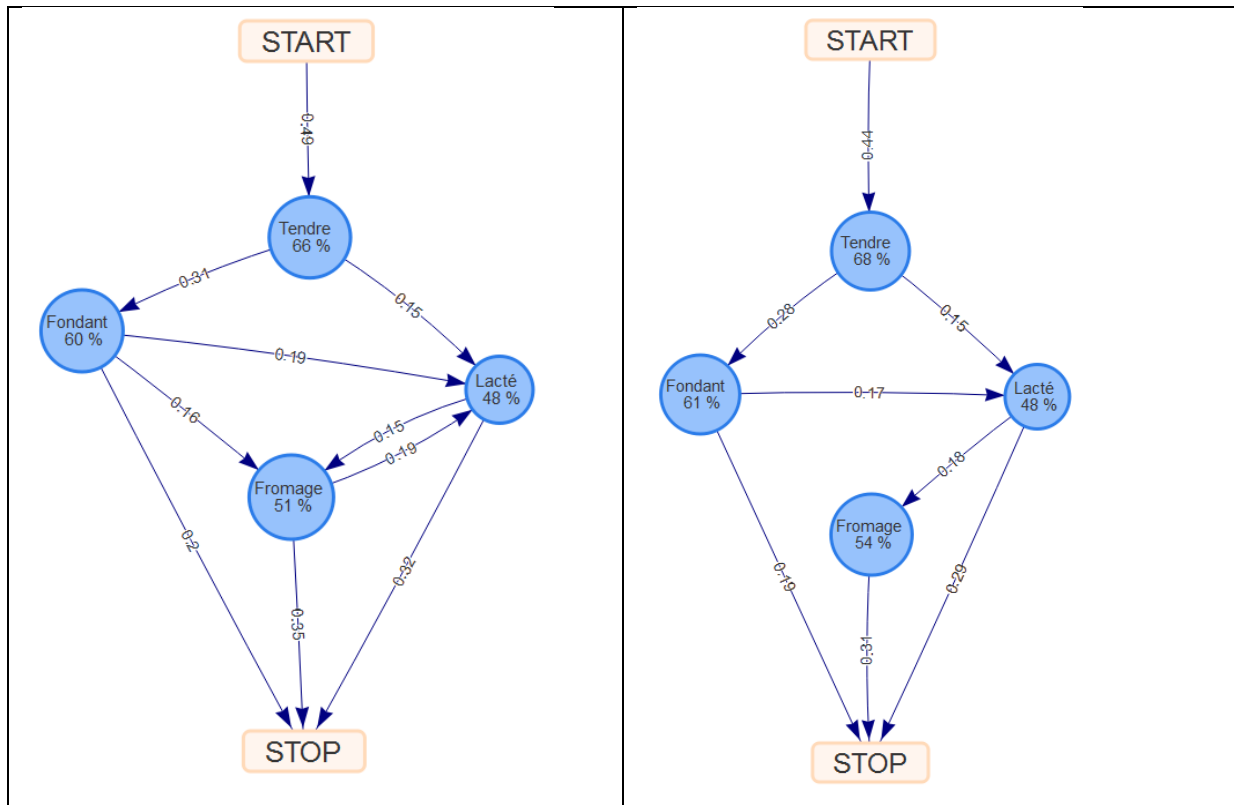 START
0.49
Tendre
66 %
0.31
0.15
Fondant
60 %
0.19
Lacté
48 %
0.16
0.15
0.19
Fromage
51 %
0.2
0.32
0.35
STOP
START
0.44
Tendre
68 %
0.28
0.15
Fondant
61 %
0.17
Lacté
48 %
0.18
Fromage
54 %
0.19
0.29
0.31
STOP